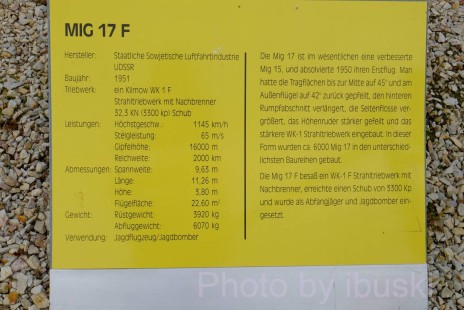 MIG 17 F
Hersteller: Staatliche Sowjetische Luftfahrtindustrie
UDSSR
Baujahr: 1951
Triebwerk: ein Klimow WK 1 F
Strahltriebwerk mit Nachbrenner
32,3 KN (3300 kp) Schub
Leistungen: Höchstgeschw.: 1145 km/h
Steigleistung: 65 m/s
Gipfelhöhe: 16000 m
Reichweite: 2000 km
Abmessungen: Spannweite: 9,63 m
Länge: 11,26 m
Höhe: 3,80 m
Flügelfläche: 22,60 m²
Gewicht: Rüstgewicht: 3920 kg
Abfluggewicht: 6070 kg
Verwendung: Jagdflugzeug/Jagdbomber
Die Mig 17 ist im wesentlichen eine verbesserte
Mig 15, und absolvierte 1950 ihren Erstflug. Man
hatte die Tragflächen bis zur Mitte auf 45° und am
Außenflügel auf 42° zurück gepfeilt, den hinteren
Rumpfabschnitt verlängert, die Seitenflosse ver-
größert, das Höhenruder stärker gefeilt und das
stärkere WK-1 Strahltriebwerk eingebaut. In dieser
Form wurden ca. 6000 Mig 17 in den unterschied-
lichsten Baureihen gebaut.
Die Mig 17 F besaß ein WK-1 F Strahltriebwerk mit
Nachbrenner, erreichte einen Schub von 3300 Kp
und wurde als Abfangjäger und Jagdbomber ein-
gesetzt.
Photo by ibusk